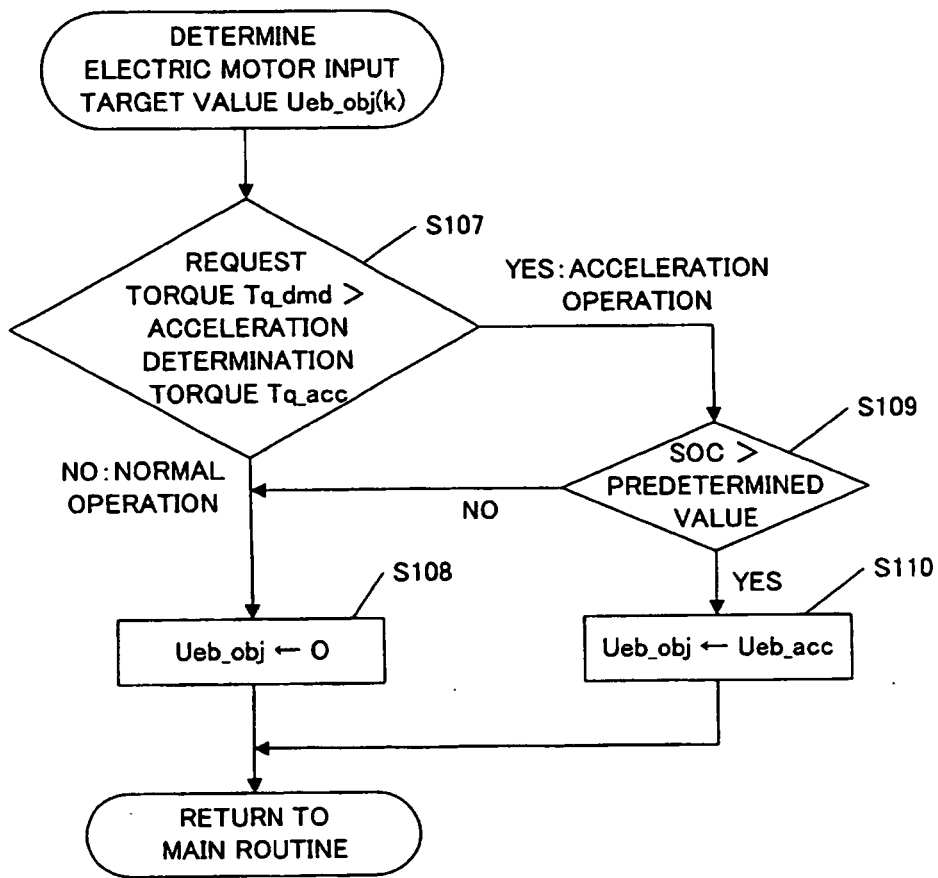 DETERMINE
ELECTRIC MOTOR INPUT
TARGET VALUE Ueb_obj(k)
S107
REQUEST
TORQUE Tq_dmd >
ACCELERATION
DETERMINATION
TORQUE Tq_acc
YES:ACCELERATION
OPERATION
S109
SOC >
PREDETERMINED
VALUE
NO:NORMAL
OPERATION
NO
YES
S108
Ueb_obj ← 0
S110
Ueb_obj ← Ueb_acc
RETURN TO
MAIN ROUTINE